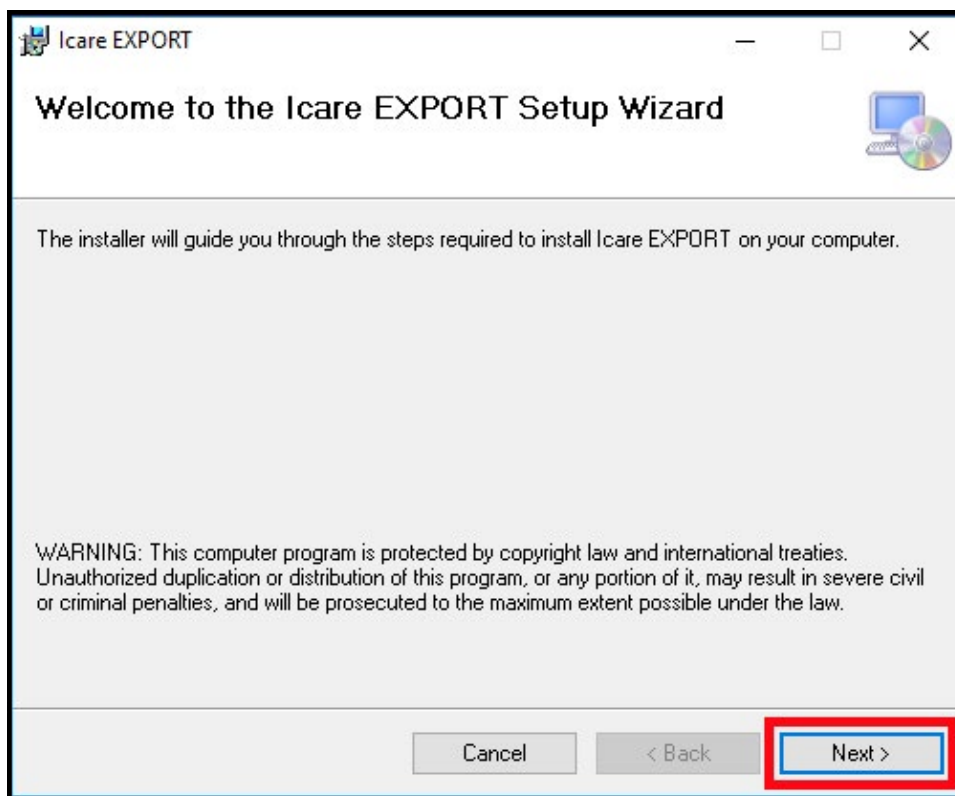 Icare EXPORT
Welcome to the Icare EXPORT Setup Wizard
The installer will guide you through the steps required to install Icare EXPORT on your computer.
WARNING: This computer program is protected by copyright law and international treaties.
Unauthorized duplication or distribution of this program, or any portion of it, may result in severe civil
or criminal penalties, and will be prosecuted to the maximum extent possible under the law.
Cancel < Back Next >